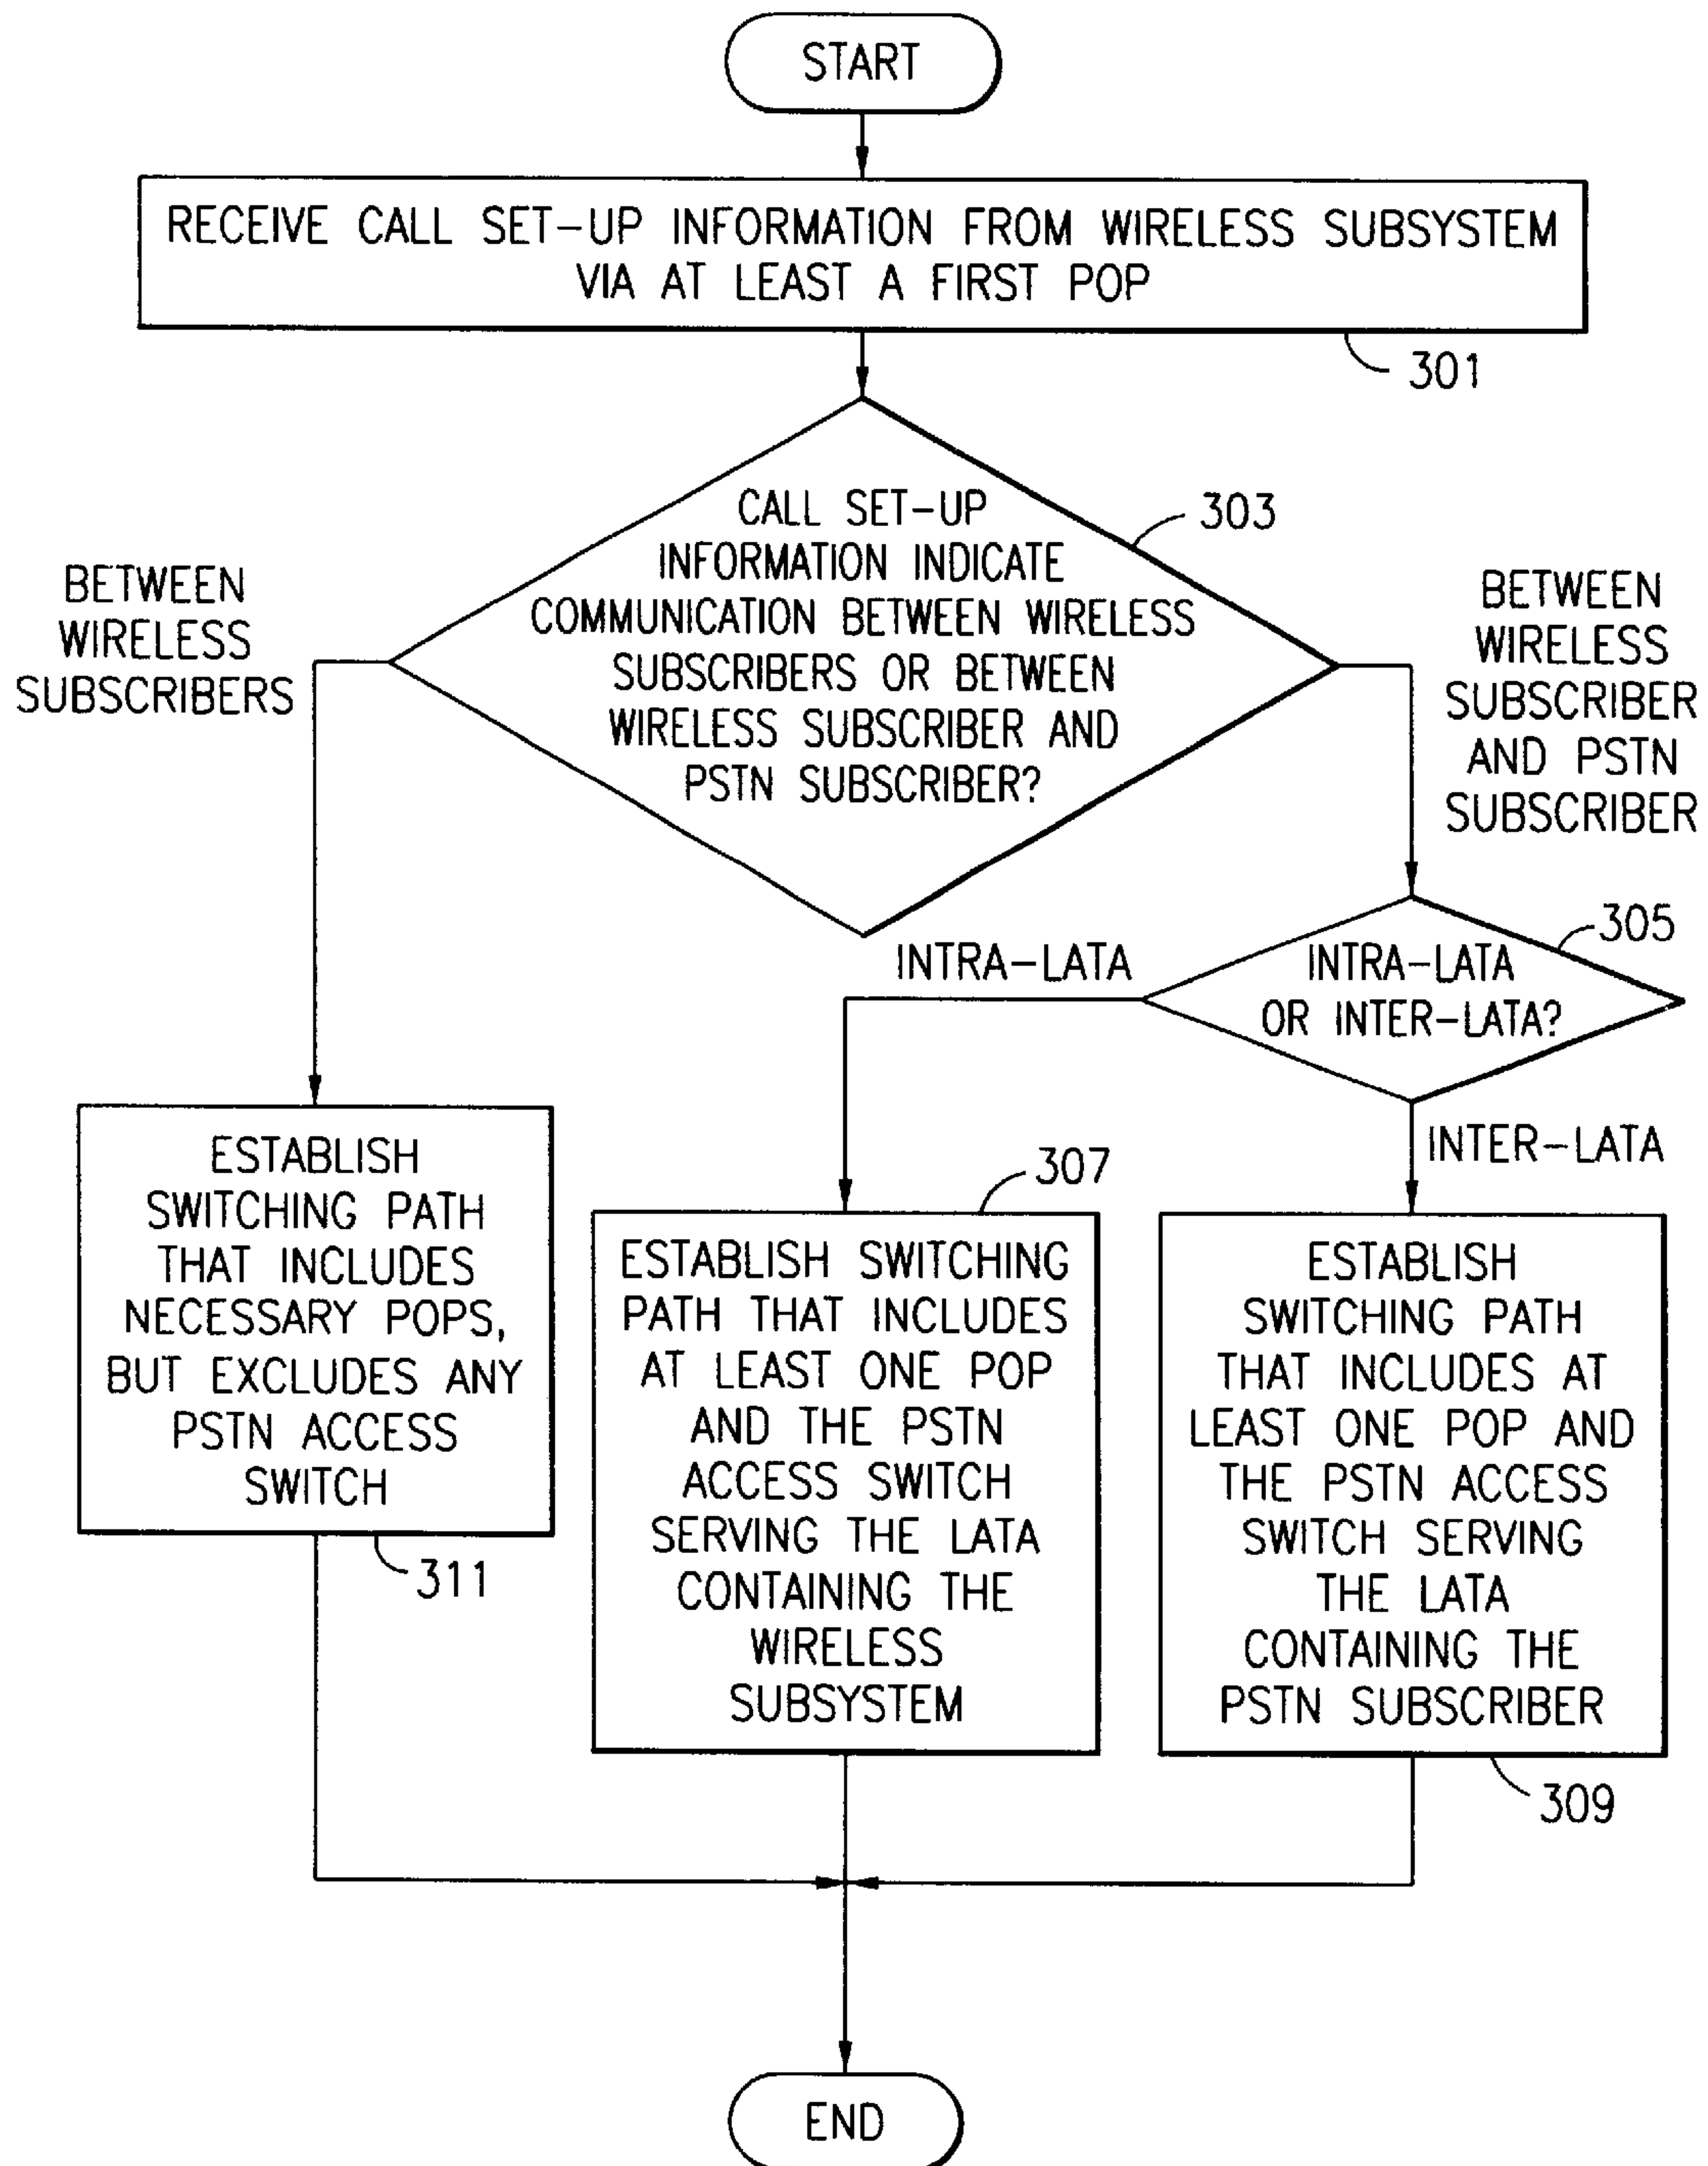 START
RECEIVE CALL SET-UP INFORMATION FROM WIRELESS SUBSYSTEM
VIA AT LEAST A FIRST POP
301
CALL SET-UP
INFORMATION INDICATE
COMMUNICATION BETWEEN WIRELESS
SUBSCRIBERS OR BETWEEN
WIRELESS SUBSCRIBER AND
PSTN SUBSCRIBER?
303
BETWEEN
WIRELESS
SUBSCRIBERS
BETWEEN
WIRELESS
SUBSCRIBER
AND PSTN
SUBSCRIBER
INTRA-LATA
OR INTER-LATA?
305
INTRA-LATA
INTER-LATA
ESTABLISH
SWITCHING PATH
THAT INCLUDES
NECESSARY POPS,
BUT EXCLUDES ANY
PSTN ACCESS
SWITCH
311
307
ESTABLISH SWITCHING
PATH THAT INCLUDES
AT LEAST ONE POP
AND THE PSTN
ACCESS SWITCH
SERVING THE LATA
CONTAINING THE
WIRELESS
SUBSYSTEM
ESTABLISH
SWITCHING PATH
THAT INCLUDES AT
LEAST ONE POP AND
THE PSTN ACCESS
SWITCH SERVING
THE LATA
CONTAINING THE
PSTN SUBSCRIBER
309
END